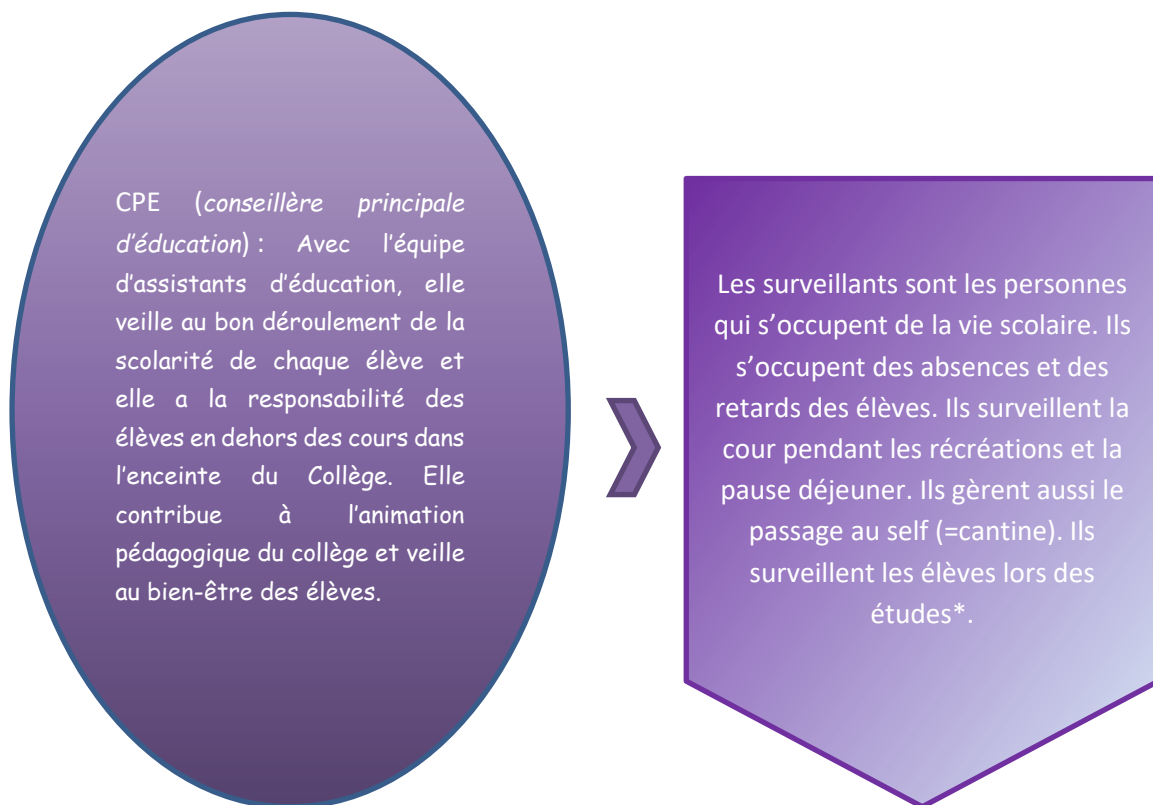 CPE (conseillère principale
d'éducation) : Avec l'équipe
d'assistants d'éducation, elle
veille au bon déroulement de la
scolarité de chaque élève et
elle a la responsabilité des
élèves en dehors des cours dans
l'enceinte du Collège. Elle
contribue à l'animation
pédagogique du collège et veille
au bien-être des élèves.
Les surveillants sont les personnes
qui s’occupent de la vie scolaire. Ils
s’occupent des absences et des
retards des élèves. Ils surveillent la
cour pendant les récréations et la
pause déjeuner. Ils gèrent aussi le
passage au self (=cantine). Ils
surveillent les élèves lors des
études*.